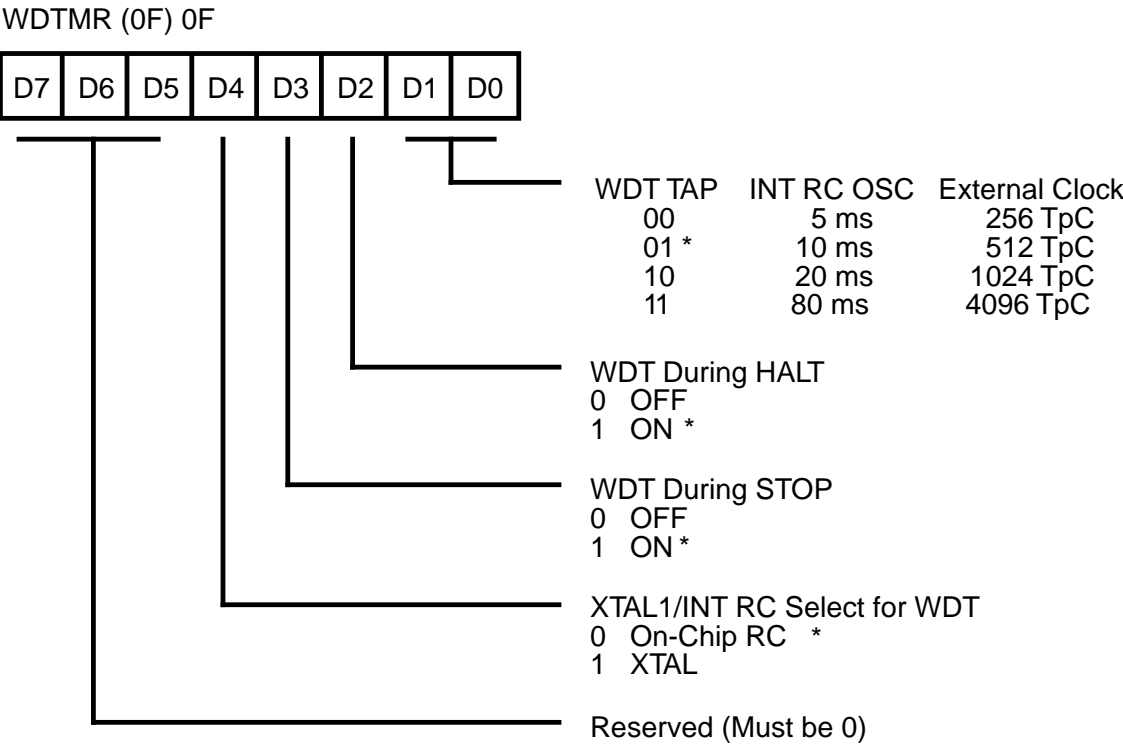 WDTMR (0F) 0F
D7 D6 D5 D4 D3 D2 D1 D0
WDT TAP INT RC OSC External Clock
00 5 ms 256 TpC
01 * 10 ms 512 TpC
10 20 ms 1024 TpC
11 80 ms 4096 TpC
WDT During HALT
0 OFF
1 ON *
WDT During STOP
0 OFF
1 ON *
XTAL1/INT RC Select for WDT
0 On-Chip RC *
1 XTAL
Reserved (Must be 0)